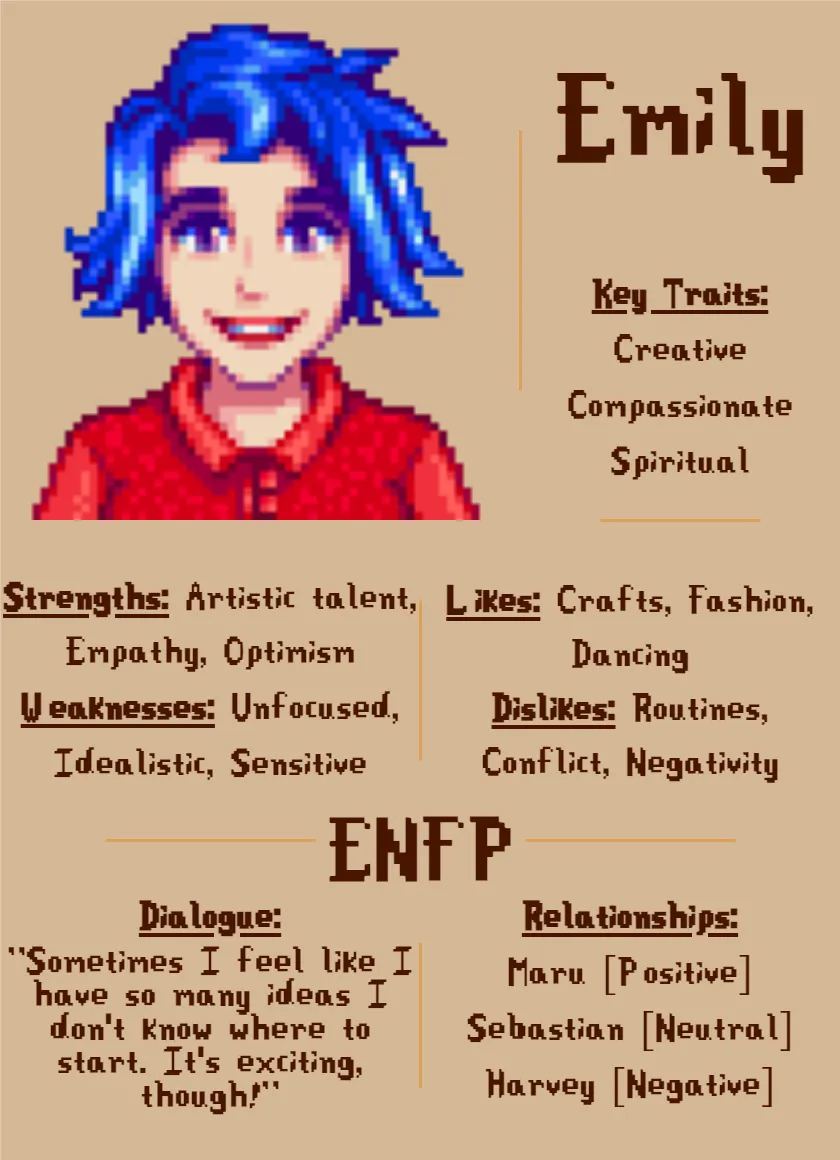 Emily
Key Traits:
Creative
Compassionate
Spiritual
Strengths: Artistic talent,
Empathy, Optimism
Weaknesses: Unfocused,
Idealistic, Sensitive
Likes: Crafts, Fashion,
Dancing
Dislikes: Routines,
Conflict, Negativity
ENFP
Dialogue:
"Sometimes I feel like I
have so many ideas I
don't know where to
start. It's exciting,
though!"
Relationships:
Maru [Positive]
Sebastian [Neutral]
Harvey [Negative]